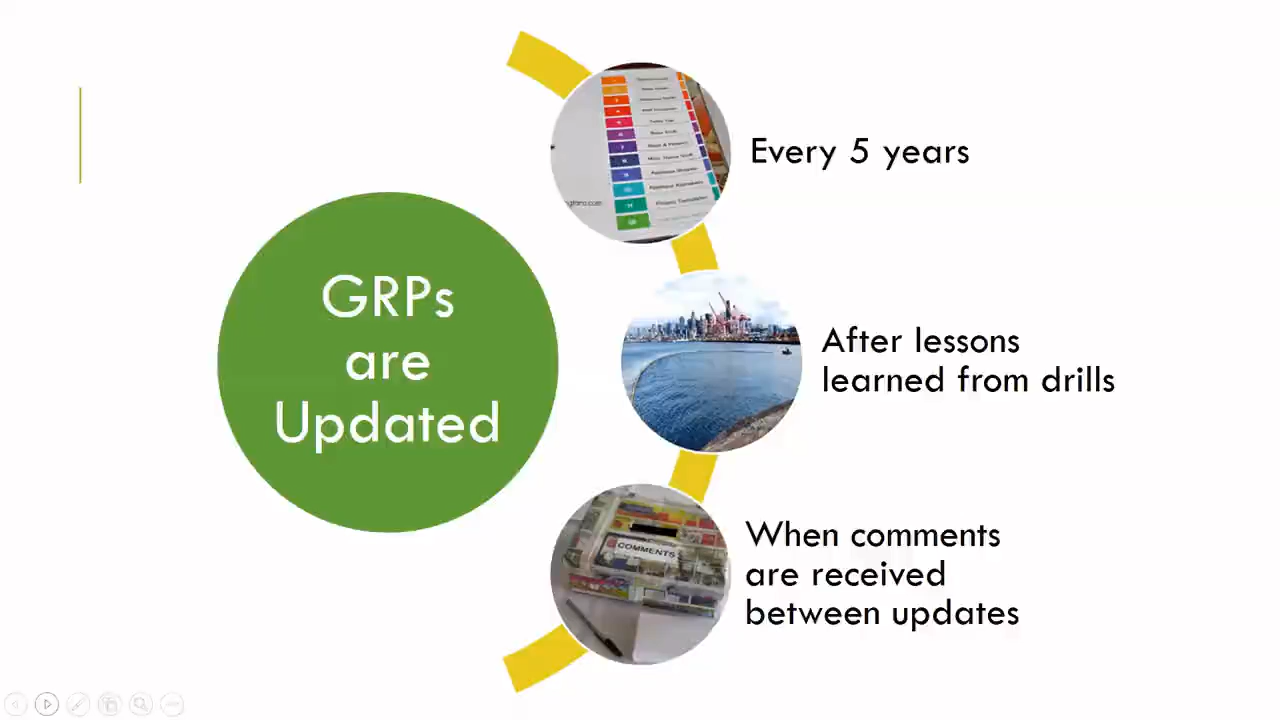 GRPs
are
Updated
Every 5 years
After lessons
learned from drills
When comments
are received
between updates
COMMENTS